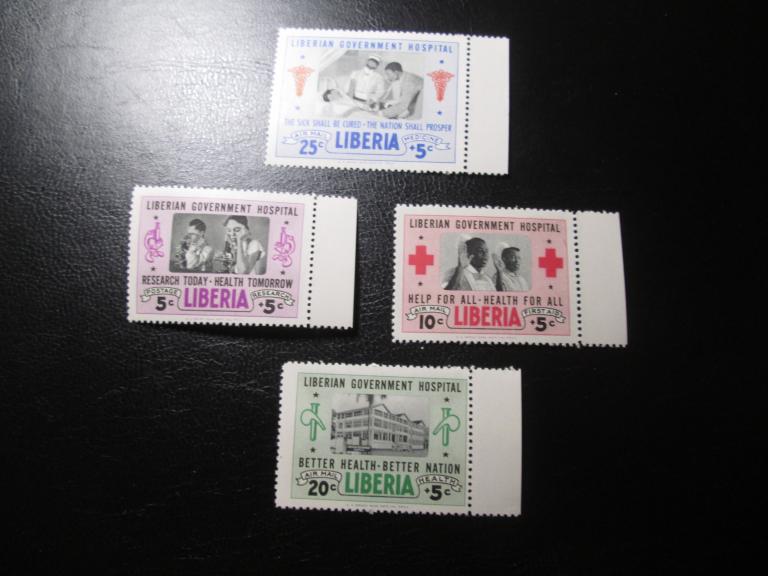 LIBERIAN GOVERNMENT HOSPITAL
THE SICK SHALL BE CURED · THE NATION SHALL PROSPER
AIR MAIL MEDICINE
25c LIBERIA +5c
LIBERIAN GOVERNMENT HOSPITAL
RESEARCH TODAY · HEALTH TOMORROW
POSTAGE RESEARCH
5c LIBERIA +5c
LIBERIAN GOVERNMENT HOSPITAL
HELP FOR ALL · HEALTH FOR ALL
AIR MAIL FIRST AID
10c LIBERIA +5c
LIBERIAN GOVERNMENT HOSPITAL
BETTER HEALTH · BETTER NATION
AIR MAIL HEALTH
20c LIBERIA +5c